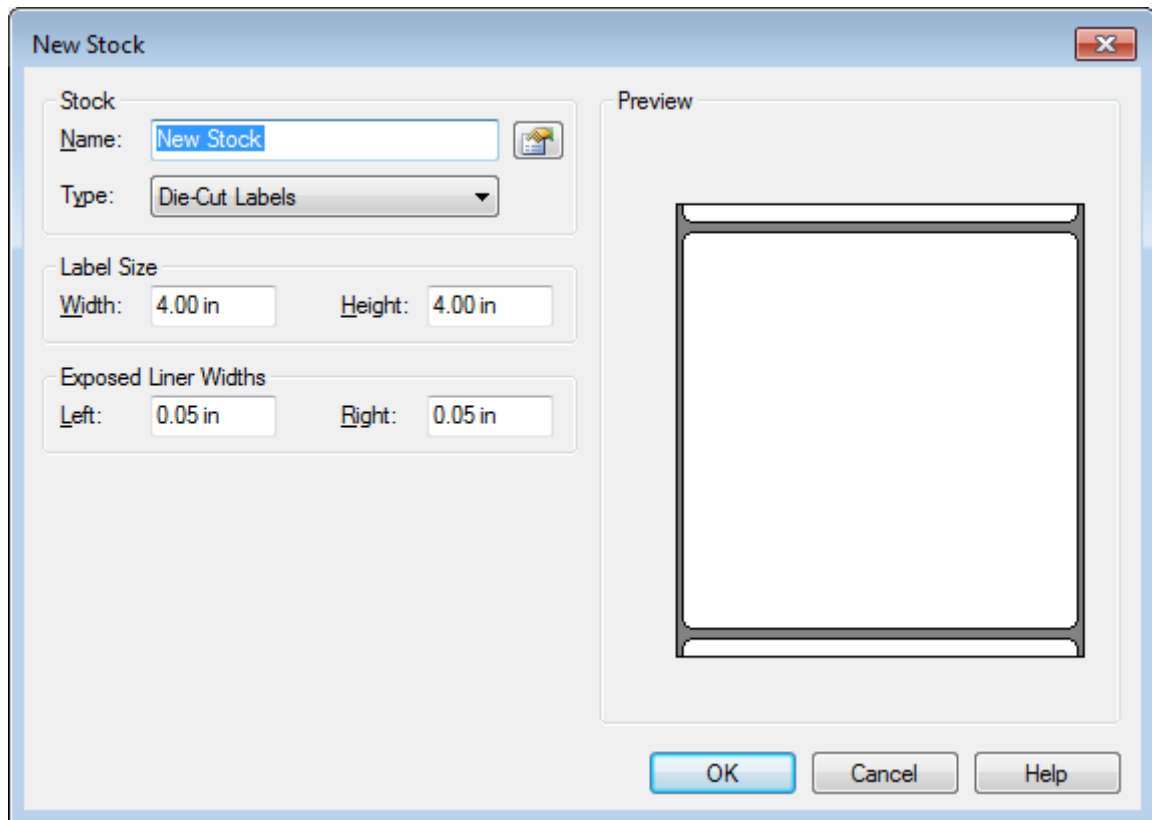 New Stock
Stock
Name: New Stock
Type: Die-Cut Labels
Label Size
Width: 4.00 in Height: 4.00 in
Exposed Liner Widths
Left: 0.05 in Right: 0.05 in
Preview
OK Cancel Help